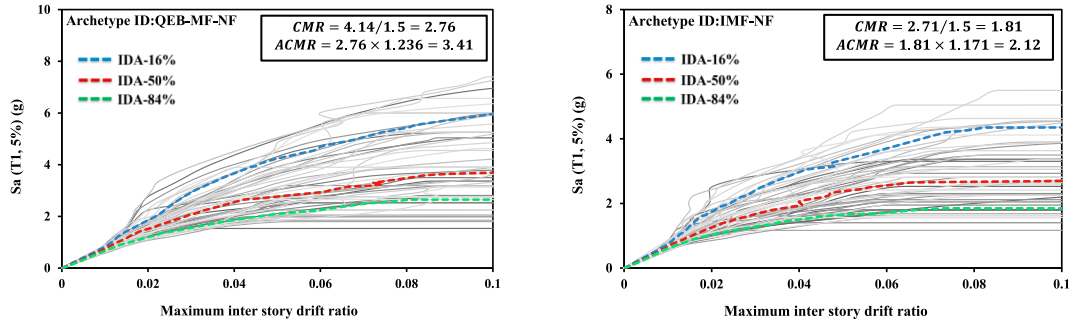 Archetype ID:QEB-MF-NF
CMR = 4.14/1.5 = 2.76
ACMR = 2.76 × 1.236 = 3.41
IDA-16%
IDA-50%
IDA-84%
Sa (T1, 5%) (g)
10
8
6
4
2
0
0
0.02
0.04
0.06
0.08
0.1
Maximum inter story drift ratio
Archetype ID:IMF-NF
CMR = 2.71/1.5 = 1.81
ACMR = 1.81 × 1.171 = 2.12
IDA-16%
IDA-50%
IDA-84%
Sa (T1, 5%) (g)
8
6
4
2
0
0
0.02
0.04
0.06
0.08
0.1
Maximum inter story drift ratio